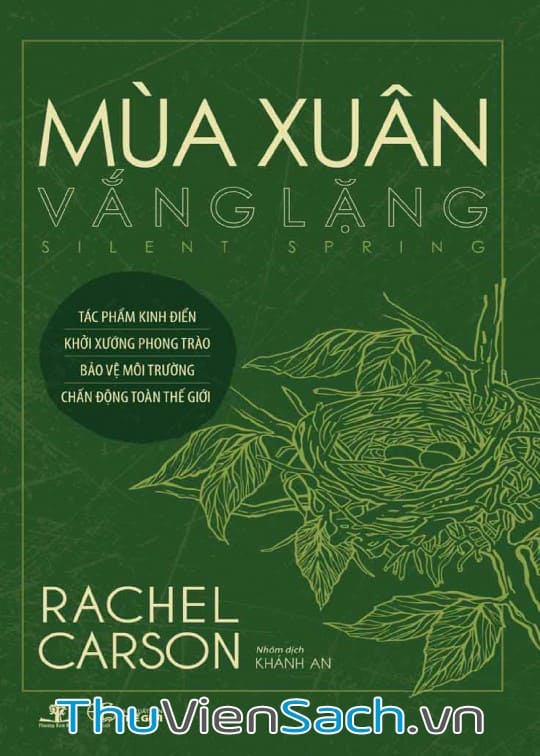 MÙA XUÂN
VẮNG LẶNG
SILENT SPRING
TÁC PHẨM KINH ĐIỂN
KHỞI XƯỚNG PHONG TRÀO
BẢO VỆ MÔI TRƯỜNG
CHẤN ĐỘNG TOÀN THẾ GIỚI
RACHEL
CARSON
Nhóm dịch
KHÁNH AN
ThuVienSach.vn